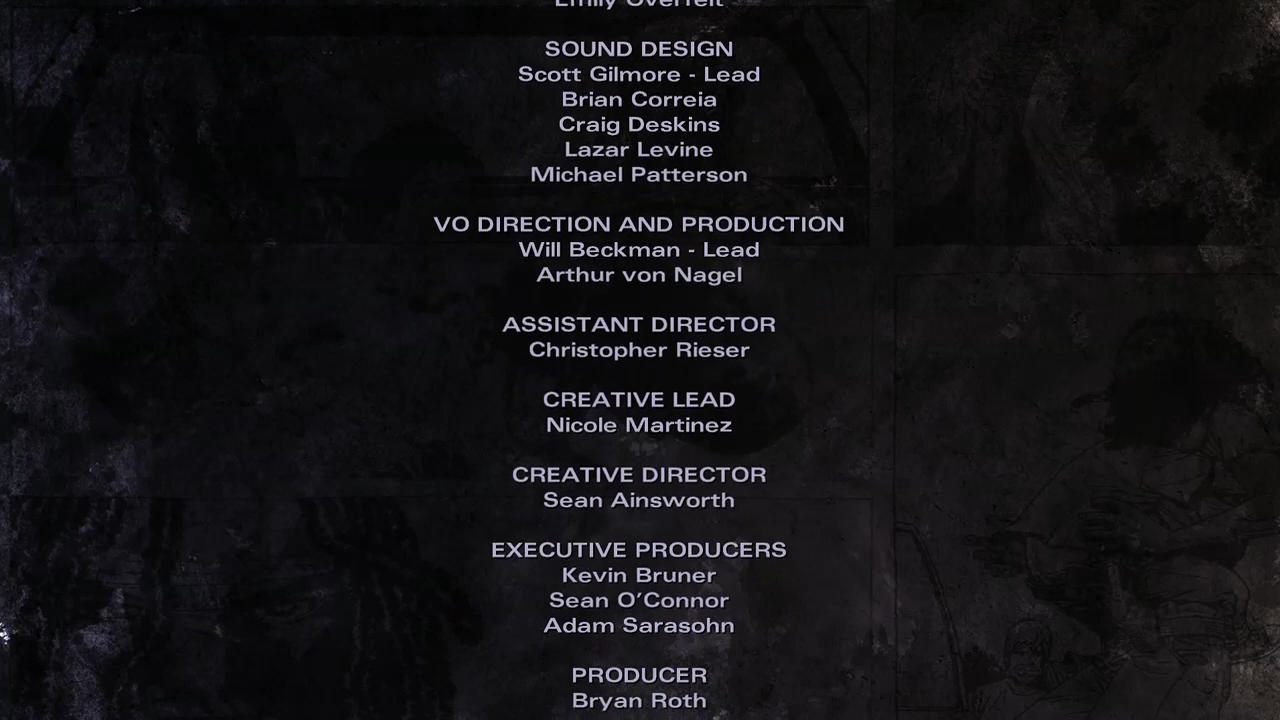 SOUND DESIGN
Scott Gilmore - Lead
Brian Correia
Craig Deskins
Lazar Levine
Michael Patterson
VO DIRECTION AND PRODUCTION
Will Beckman - Lead
Arthur von Nagel
ASSISTANT DIRECTOR
Christopher Rieser
CREATIVE LEAD
Nicole Martinez
CREATIVE DIRECTOR
Sean Ainsworth
EXECUTIVE PRODUCERS
Kevin Bruner
Sean O'Connor
Adam Sarasohn
PRODUCER
Bryan Roth